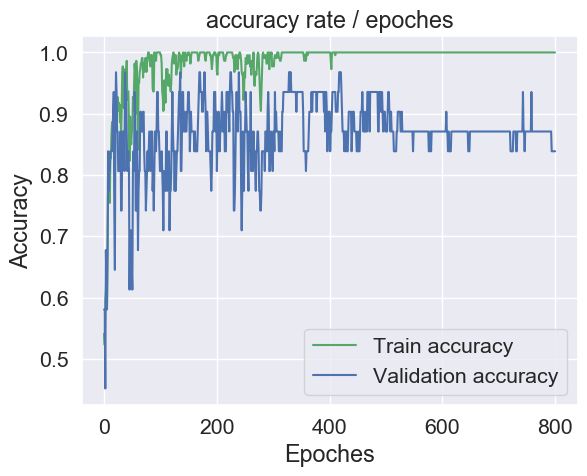 accuracy rate / epoches
1.0
0.9
0.8
0.7
0.6
0.5
Accuracy
Train accuracy
Validation accuracy
0 200 400 600 800
Epoches